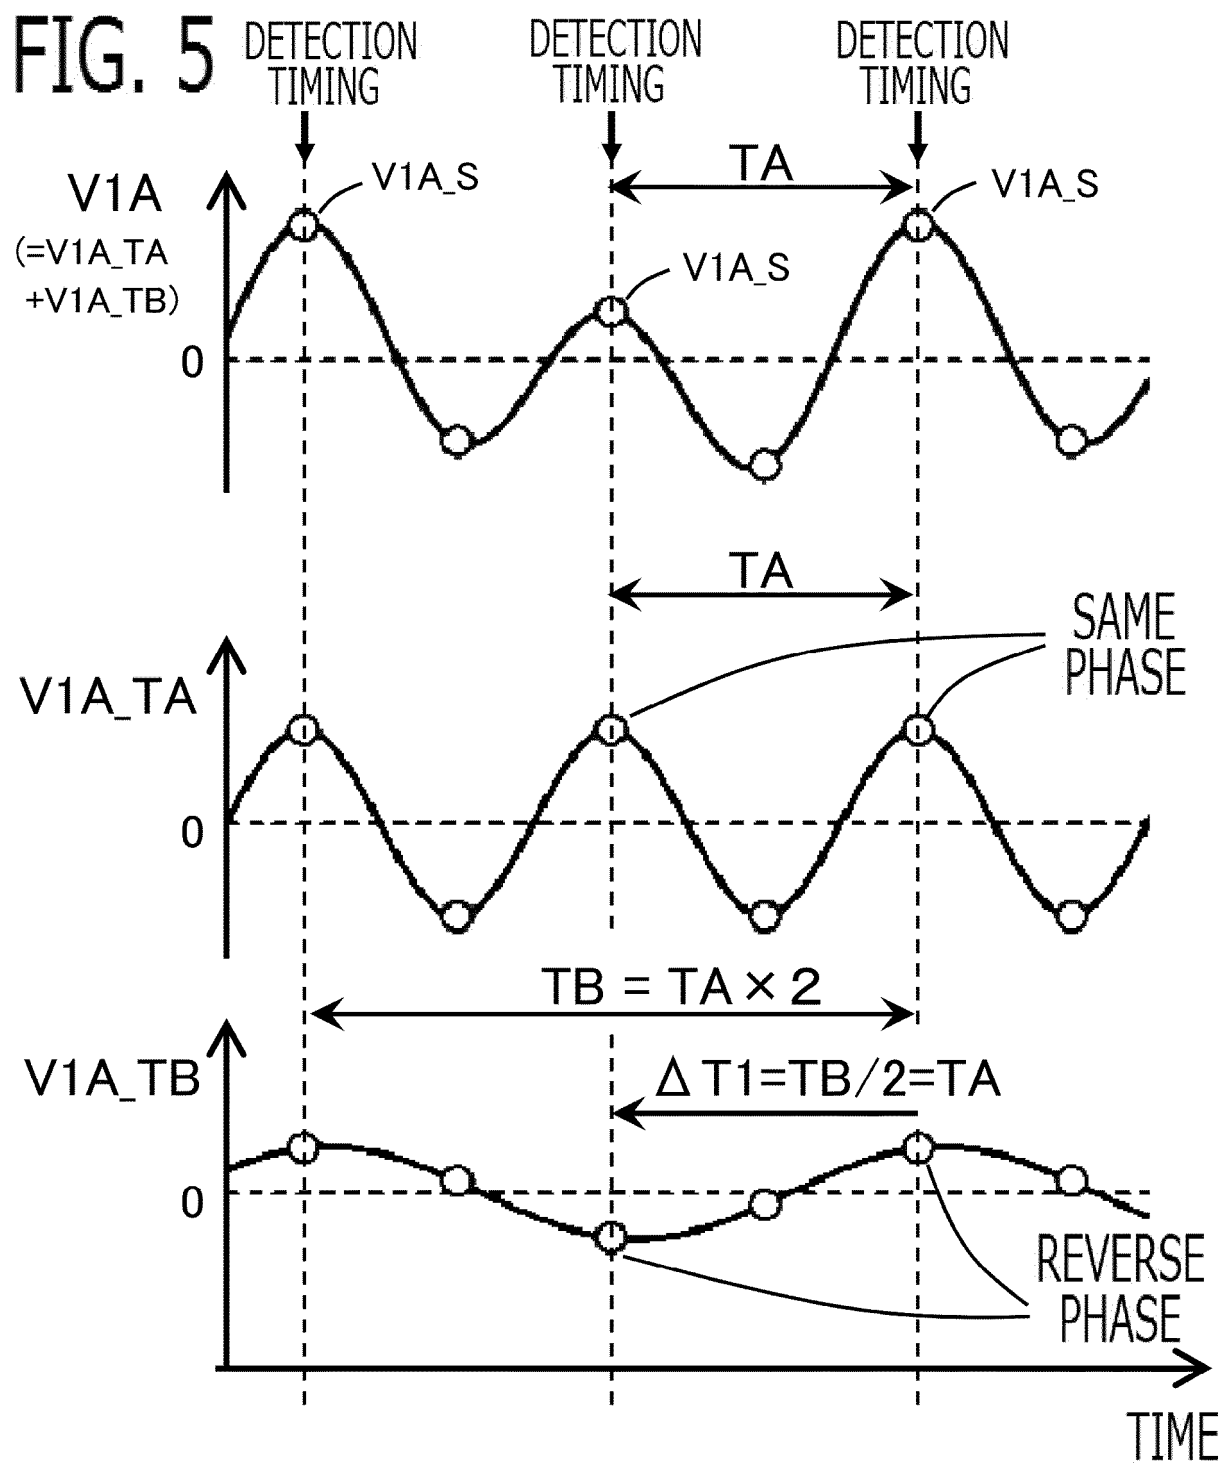 FIG. 5
DETECTION
TIMING
DETECTION
TIMING
DETECTION
TIMING
V1A
(=V1A_TA
+V1A_TB)
V1A_S
TA
V1A_S
V1A_S
0
TA
SAME
PHASE
V1A_TA
0
TB = TA × 2
V1A_TB
Δ T1=TB/2=TA
0
REVERSE
PHASE
TIME